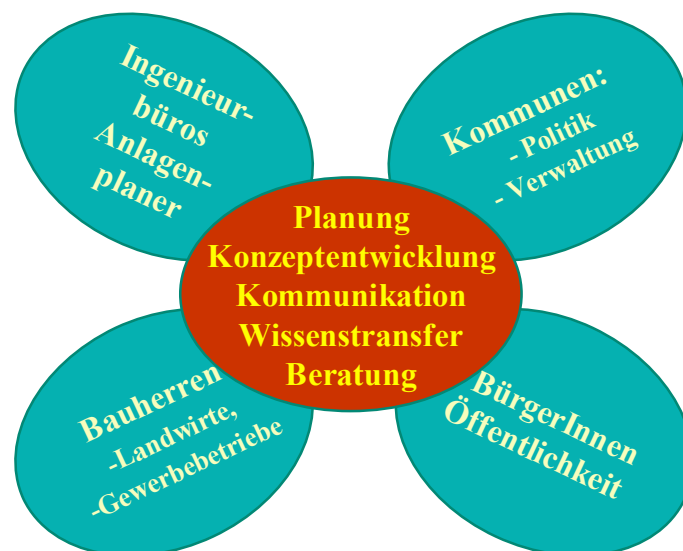 Ingenieur-
büros
Anlagen-
planer
Kommunen:
- Politik
- Verwaltung
Planung
Konzeptentwicklung
Kommunikation
Wissenstransfer
Beratung
Bauherren
-Landwirte,
-Gewerbebetriebe
BürgerInnen
Öffentlichkeit